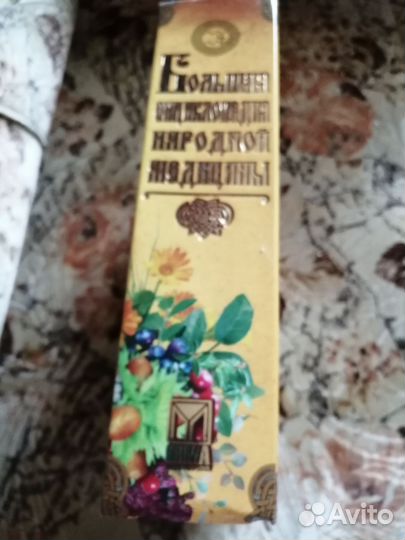 Большая
энциклопедия
народной
медицины
Avito